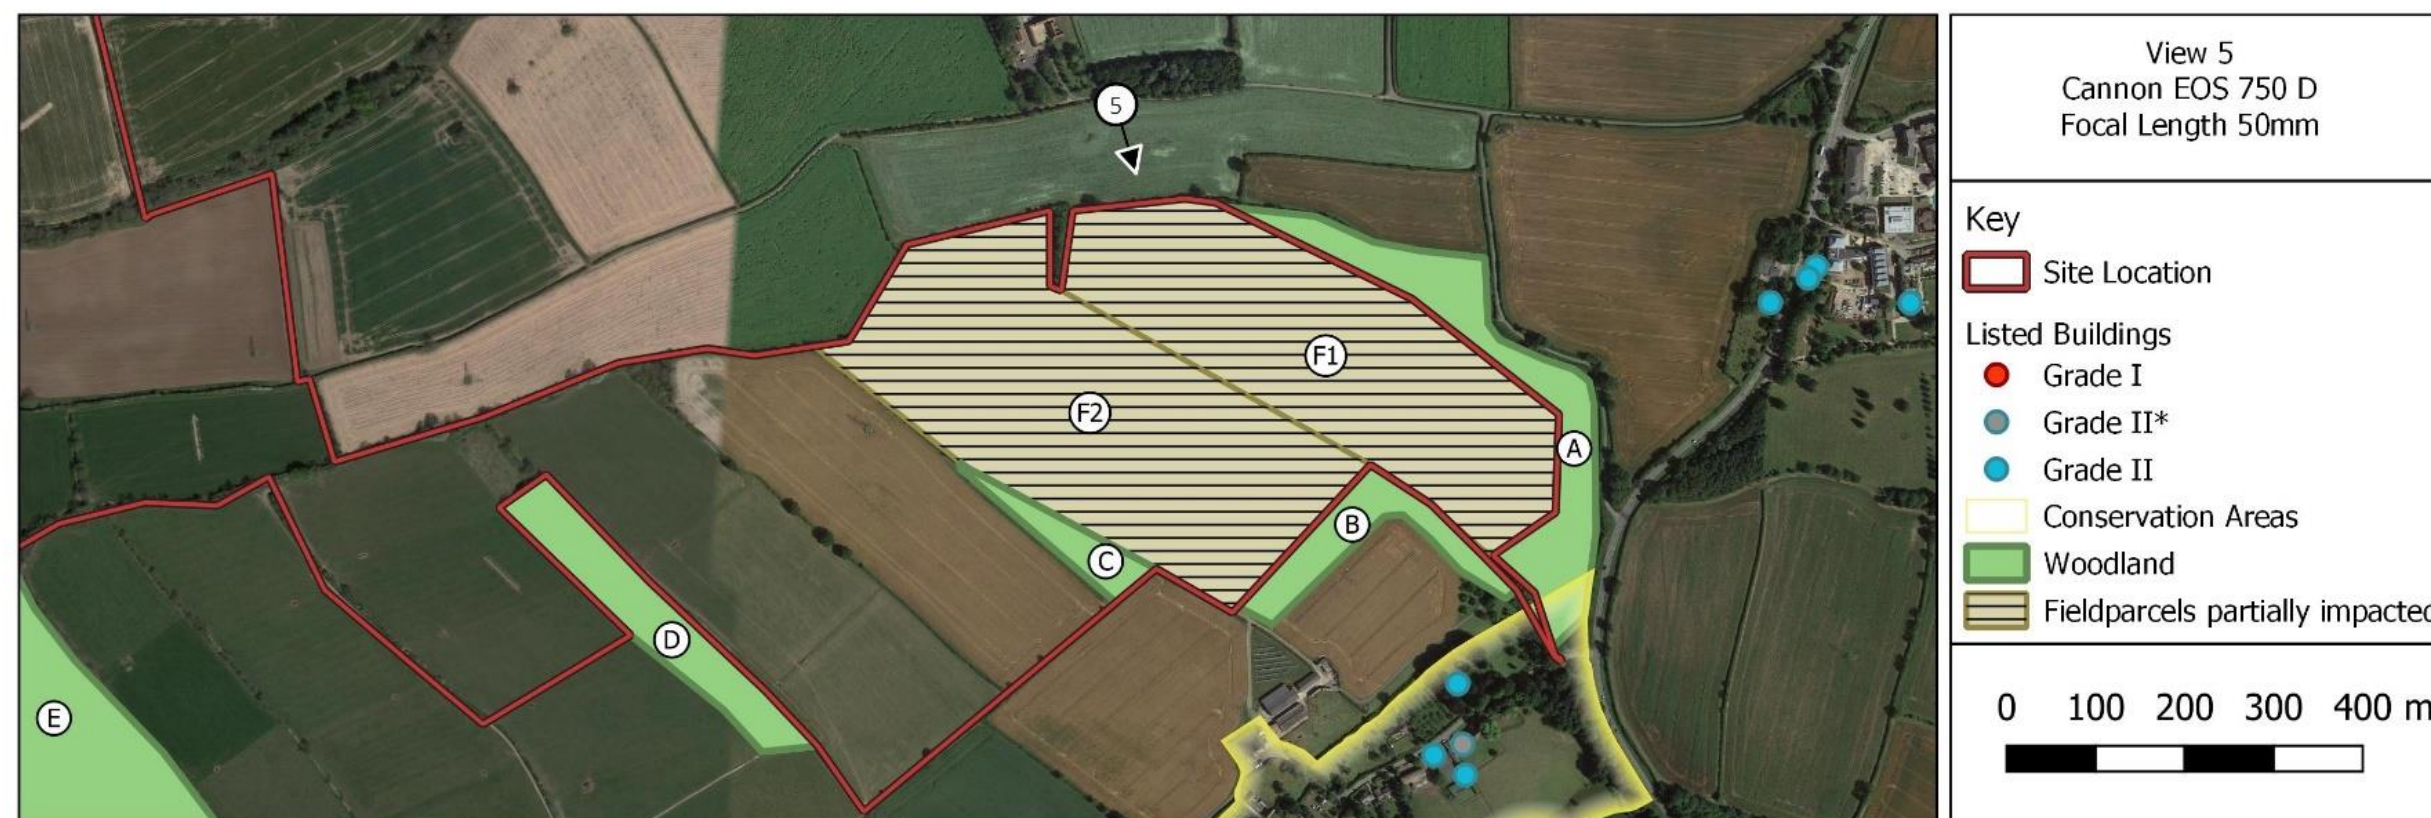 5
F1
F2
A
B
C
D
E
View 5
Cannon EOS 750 D
Focal Length 50mm
Key
Site Location
Listed Buildings
Grade I
Grade II*
Grade II
Conservation Areas
Woodland
Fieldparcels partially impacted
0 100 200 300 400 m